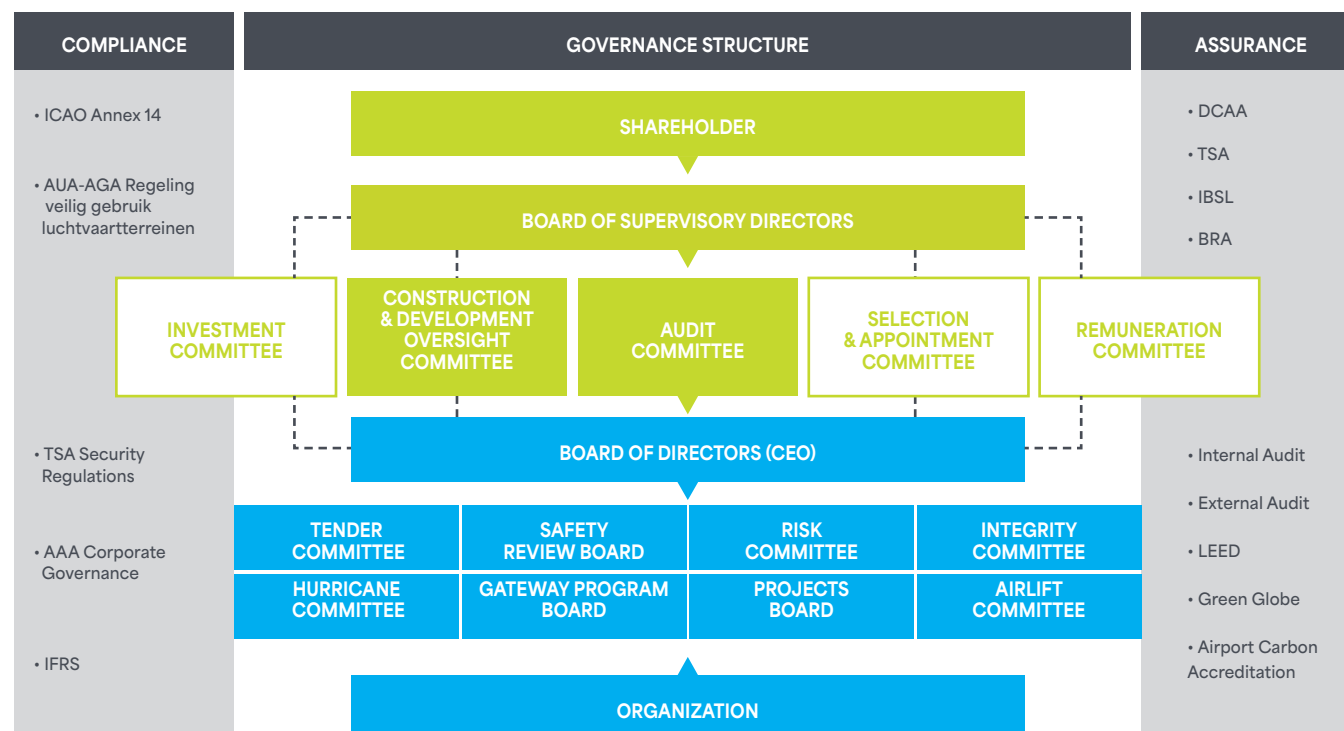 COMPLIANCE
GOVERNANCE STRUCTURE
ASSURANCE
• ICAO Annex 14
• AUA-AGA Regeling
veilig gebruik
luchtvaartterreinen
SHAREHOLDER
BOARD OF SUPERVISORY DIRECTORS
• DCAA
• TSA
• IBSL
• BRA
INVESTMENT
COMMITTEE
CONSTRUCTION
& DEVELOPMENT
OVERSIGHT
COMMITTEE
AUDIT
COMMITTEE
SELECTION
& APPOINTMENT
COMMITTEE
REMUNERATION
COMMITTEE
• TSA Security
Regulations
• AAA Corporate
Governance
• IFRS
BOARD OF DIRECTORS (CEO)
TENDER
COMMITTEE
SAFETY
REVIEW BOARD
RISK
COMMITTEE
INTEGRITY
COMMITTEE
HURRICANE
COMMITTEE
GATEWAY PROGRAM
BOARD
PROJECTS
BOARD
AIRLIFT
COMMITTEE
ORGANIZATION
• Internal Audit
• External Audit
• LEED
• Green Globe
• Airport Carbon
Accreditation